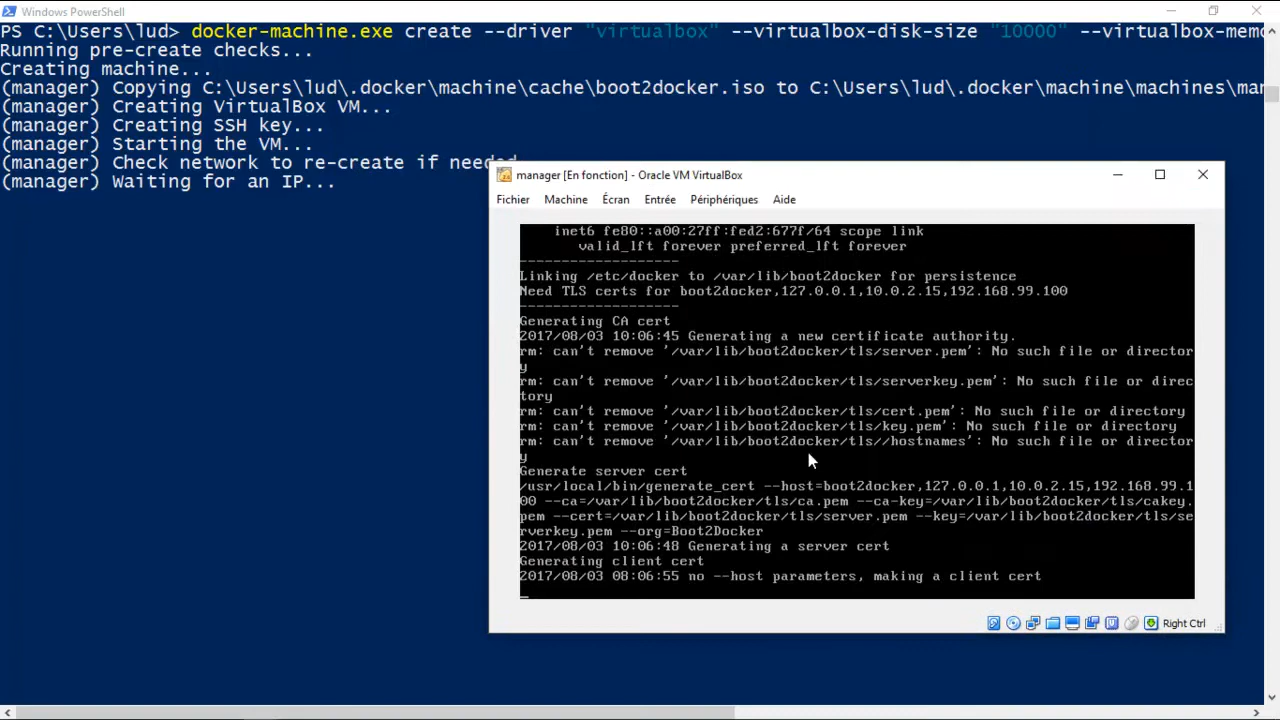 Windows PowerShell
PS C:\Users\lud> docker-machine.exe create --driver "virtualbox" --virtualbox-disk-size "10000" --virtualbox-mem
Running pre-create checks...
Creating machine...
(manager) Copying C:\Users\lud\.docker\machine\cache\boot2docker.iso to C:\Users\lud\.docker\machine\machines\ma
(manager) Creating VirtualBox VM...
(manager) Creating SSH key...
(manager) Starting the VM...
(manager) Check network to re-create if needed
(manager) Waiting for an IP...
manager [En fonction] - Oracle VM VirtualBox
Fichier Machine Écran Entrée Périphériques Aide
inet6 fe80::a00:27ff:fed2:677f/64 scope link
valid_lft forever preferred_lft forever
-------------------
Linking /etc/docker to /var/lib/boot2docker for persistence
Need TLS certs for boot2docker,127.0.0.1,10.0.2.15,192.168.99.100
-------------------
Generating CA cert
2017/08/03 10:06:45 Generating a new certificate authority.
rm: can't remove '/var/lib/boot2docker/tls/server.pem': No such file or director
y
rm: can't remove '/var/lib/boot2docker/tls/serverkey.pem': No such file or direc
tory
rm: can't remove '/var/lib/boot2docker/tls/cert.pem': No such file or directory
rm: can't remove '/var/lib/boot2docker/tls/key.pem': No such file or directory
rm: can't remove '/var/lib/boot2docker/tls//hostnames': No such file or director
y
Generate server cert
/usr/local/bin/generate_cert --host=boot2docker,127.0.0.1,10.0.2.15,192.168.99.1
00 --ca=/var/lib/boot2docker/tls/ca.pem --ca-key=/var/lib/boot2docker/tls/cakey.
pem --cert=/var/lib/boot2docker/tls/server.pem --key=/var/lib/boot2docker/tls/se
rverkey.pem --org=Boot2Docker
2017/08/03 10:06:48 Generating a server cert
Generating client cert
2017/08/03 08:06:55 no --host parameters, making a client cert
Right Ctrl